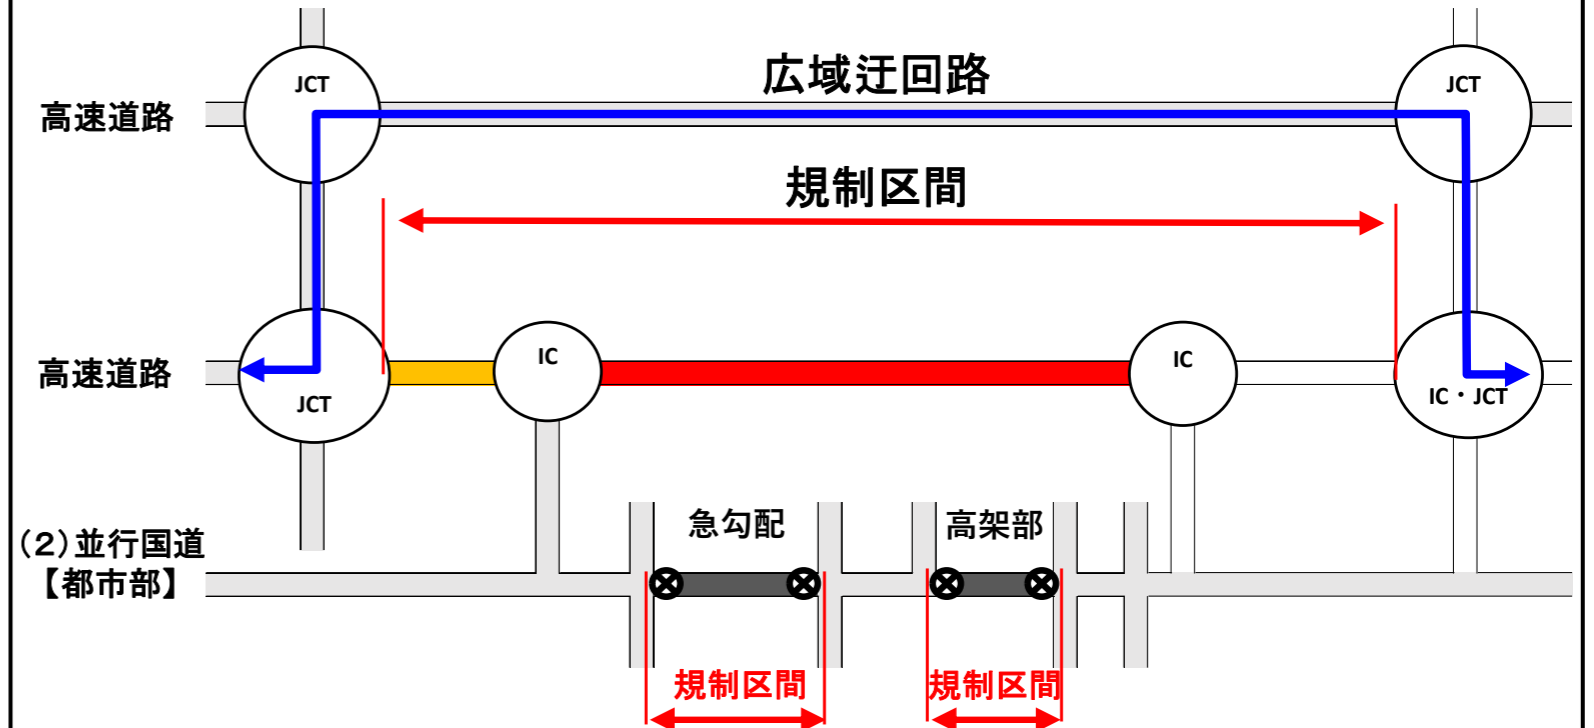 広域迂回路
JCT
JCT
高速道路
規制区間
高速道路
JCT
IC
IC
IC・JCT
(2)並行国道
【都市部】
急勾配
高架部
規制区間
規制区間